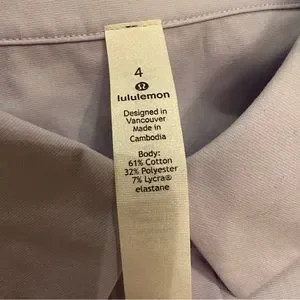 4
lululemon
Designed in
Vancouver
Made in
Cambodia
Body:
61% Cotton
32% Polyester
7% Lycra®
elastane